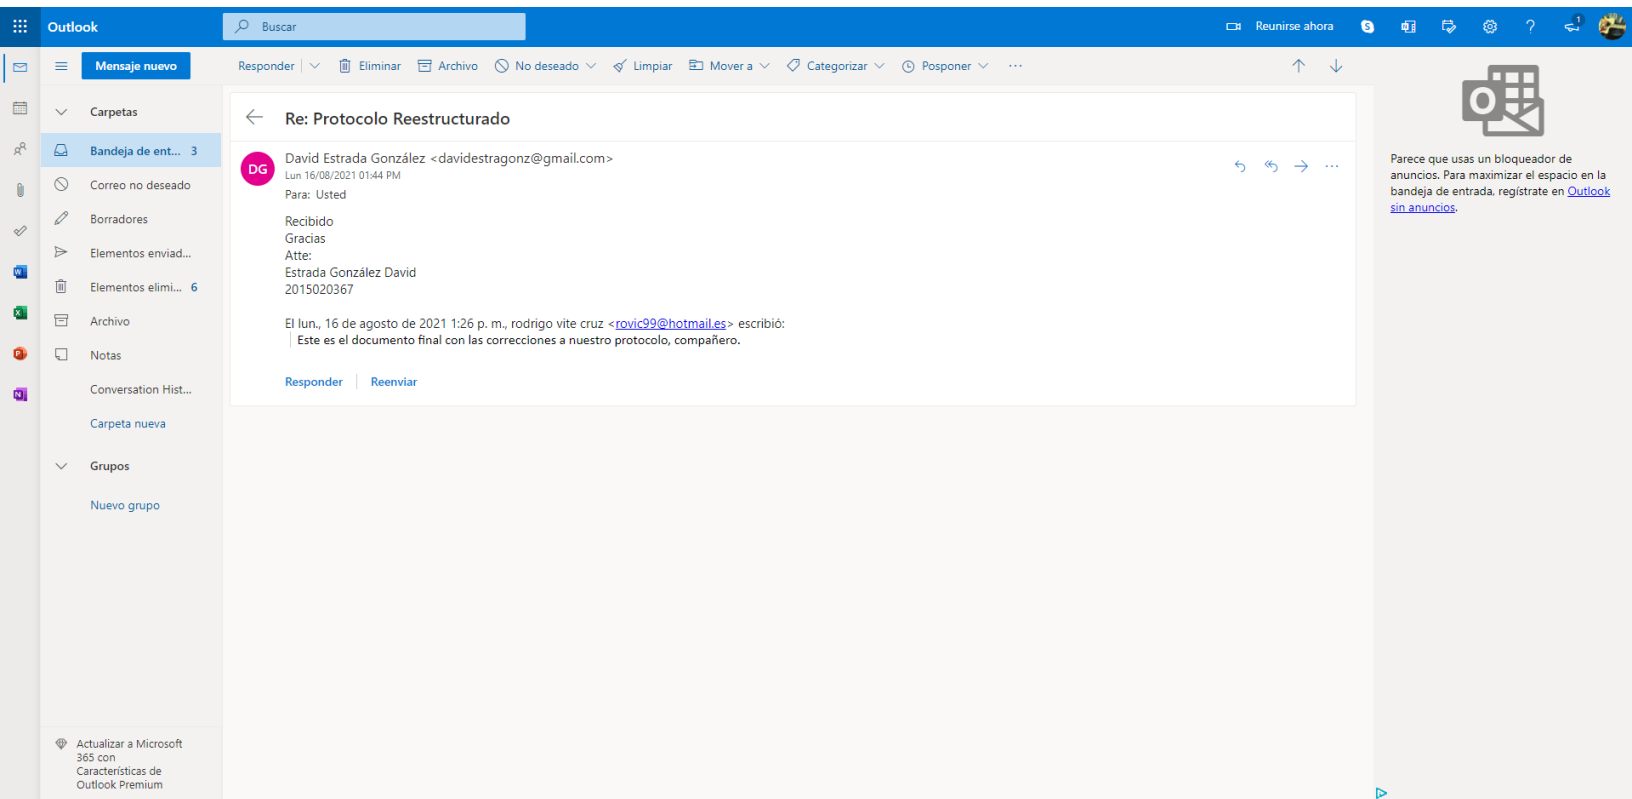 Outlook
Buscar
Reunirse ahora
1
Mensaje nuevo
Responder
Eliminar
Archivo
No deseado
Limpiar
Mover a
Categorizar
Posponer
Carpetas
Bandeja de ent... 3
Correo no deseado
Borradores
Elementos enviad...
Elementos elimi... 6
Archivo
Notas
Conversation Hist...
Carpeta nueva
Grupos
Nuevo grupo
Actualizar a Microsoft
365 con
Características de
Outlook Premium
Re: Protocolo Reestructurado
DG
David Estrada González <davidestragonz@gmail.com>
Lun 16/08/2021 01:44 PM
Para: Usted
Recibido
Gracias
Atte:
Estrada González David
2015020367
El lun., 16 de agosto de 2021 1:26 p. m., rodrigo vite cruz <rovic99@hotmail.es> escribió:
Este es el documento final con las correcciones a nuestro protocolo, compañero.
Responder
Reenviar
Parece que usas un bloqueador de
anuncios. Para maximizar el espacio en la
bandeja de entrada, regístrate en Outlook
sin anuncios.